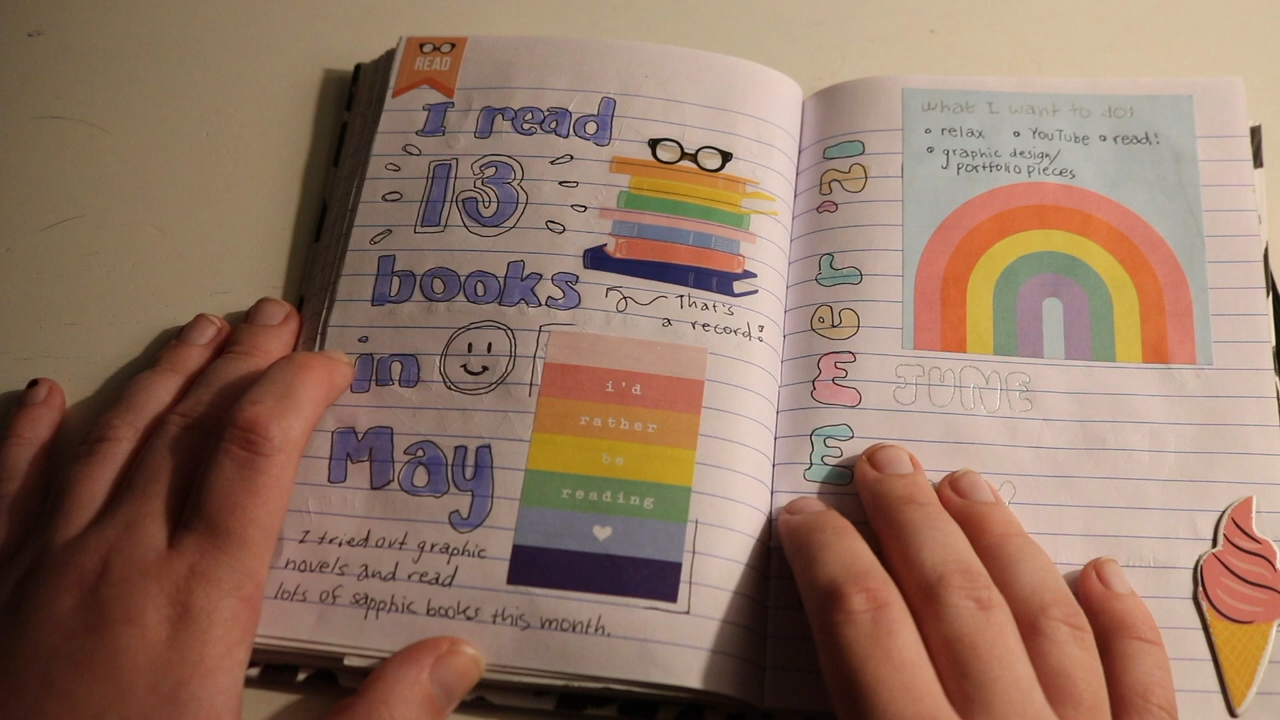 READ
I read
13
books
in
May
That's
a record!
i'd
rather
be
reading
I tried out graphic
novels and read
lots of sapphic books this month.
what I want to do!
relax YouTube read!
graphic design/
portfolio pieces
JUNE